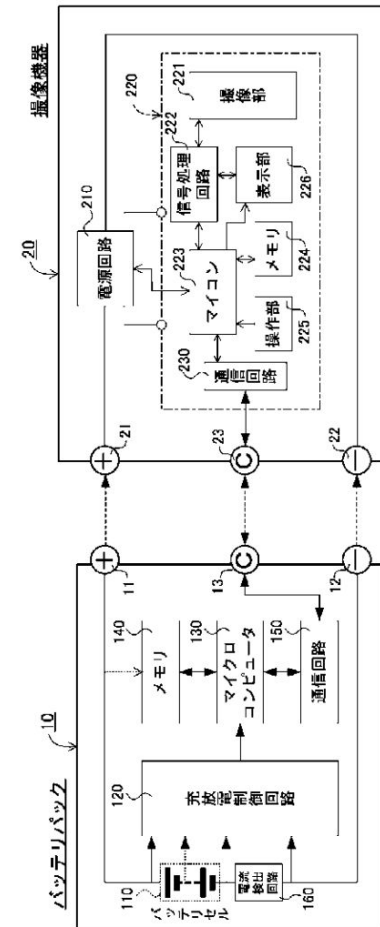 バッテリパック
10
110
バットリセル
120
充放電制御回路
160
電流
検出回路
140
メモリ
130
マイクロ
コンピュータ
150
通信回路
+
11
C
13
−
12
撮像機器
20
+
21
C
23
−
22
210
電源回路
220
230
通信回路
223
マイコン
222
信号処理
回路
221
撮像部
操作部
225
メモリ
224
表示部
226